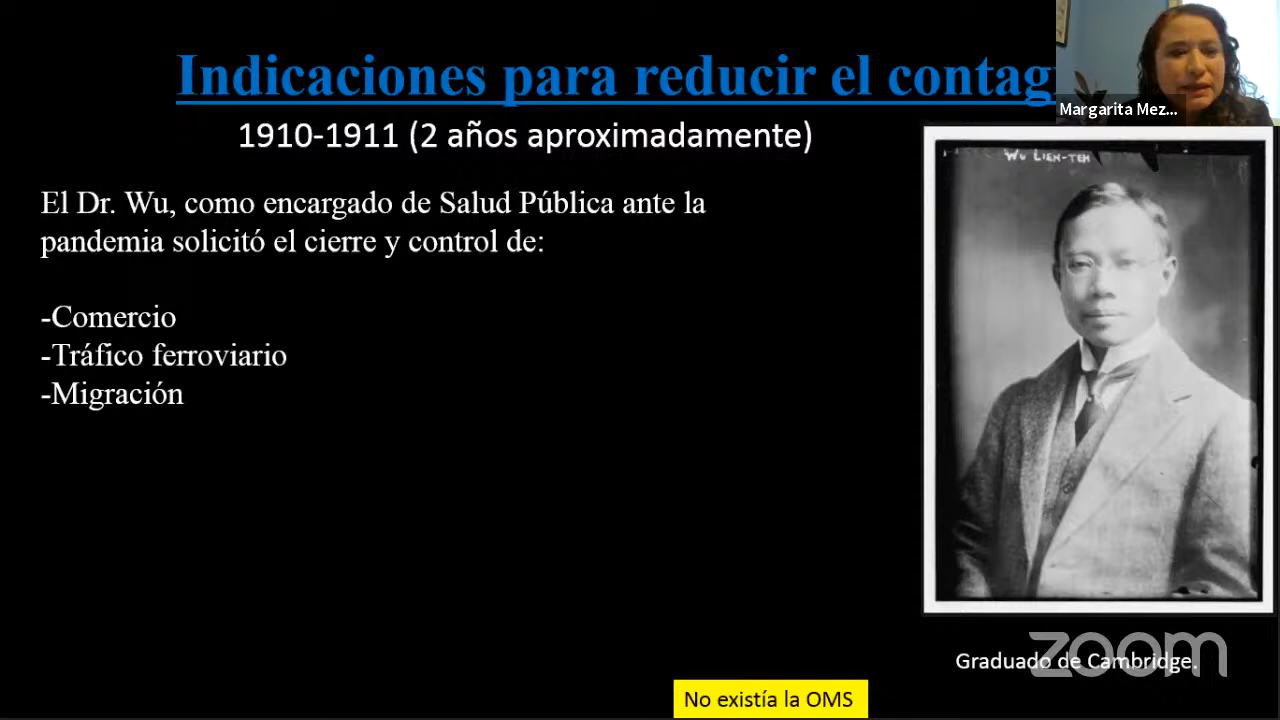 Indicaciones para reducir el contag
Margarita Mez...
1910-1911 (2 años aproximadamente)
WU LIEN-TEH
El Dr. Wu, como encargado de Salud Pública ante la
pandemia solicitó el cierre y control de:
-Comercio
-Tráfico ferroviario
-Migración
zoom
Graduado de Cambridge.
No existía la OMS